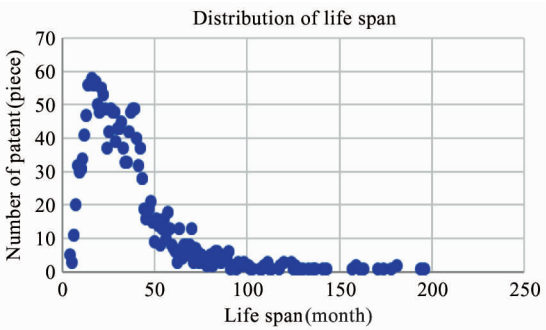 Distribution of life span
Number of patent(piece)
70
60
50
40
30
20
10
0
0 50 100 150 200 250
Life span(month)